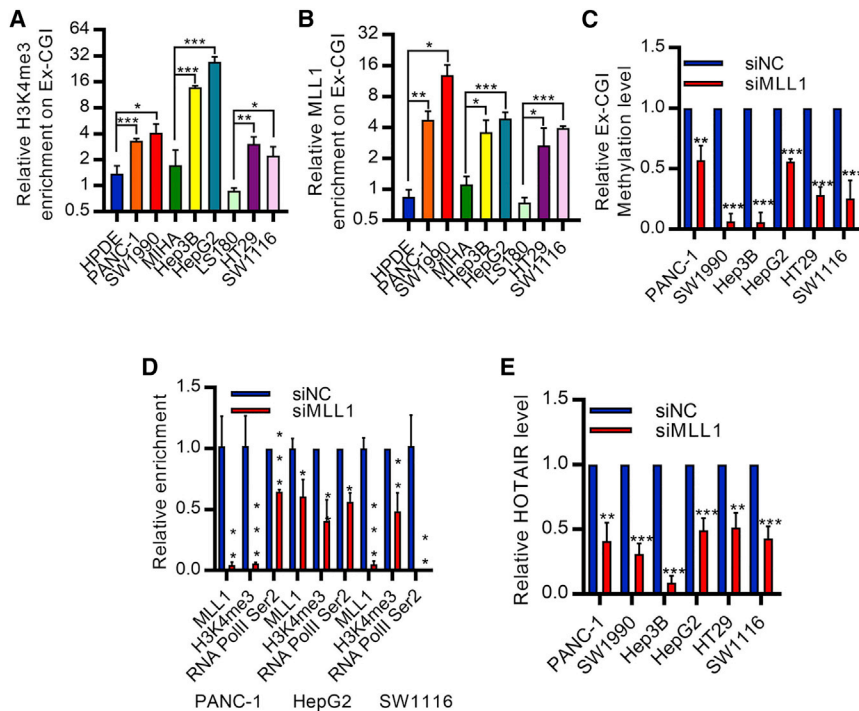 A
Relative H3K4me3
enrichment on Ex-CGI
64
32
16
8
4
2
1
0.5
***
*
***
***
**
*
HPDE
PANC-1
SW1990
MIHA
Hep3B
HepG2
LS180
HT29
SW1116
B
Relative MLL1
enrichment on Ex-CGI
32
16
8
4
2
1
0.5
**
*
*
***
*
***
HPDE
PANC-1
SW1990
MIHA
Hep3B
HepG2
LS180
HT29
SW1116
C
Relative Ex-CGI
Methylation level
1.5
1.0
0.5
0.0
siNC
siMLL1
**
***
***
***
***
***
PANC-1
SW1990
Hep3B
HepG2
HT29
SW1116
D
Relative enrichment
1.5
1.0
0.5
0.0
siNC
siMLL1
**
***
***
*
*
*
***
**
**
MLL1
H3K4me3
RNA PolII Ser2
MLL1
H3K4me3
RNA PolII Ser2
MLL1
H3K4me3
RNA PolII Ser2
PANC-1 HepG2 SW1116
E
Relative HOTAIR level
1.5
1.0
0.5
0.0
siNC
siMLL1
**
***
***
***
**
***
PANC-1
SW1990
Hep3B
HepG2
HT29
SW1116